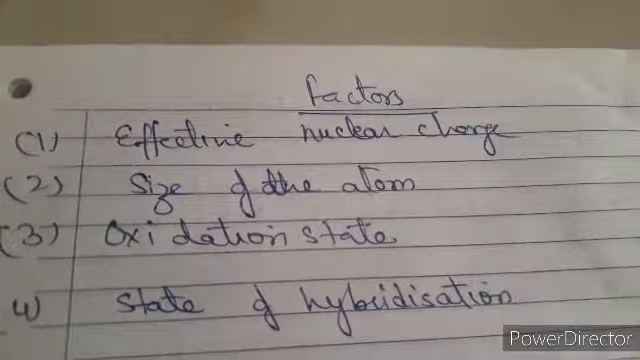 Factors
(1) Effective nuclear charge
(2) Size of the atom
(3) Oxidation state
4) State of hybridisation
PowerDirector